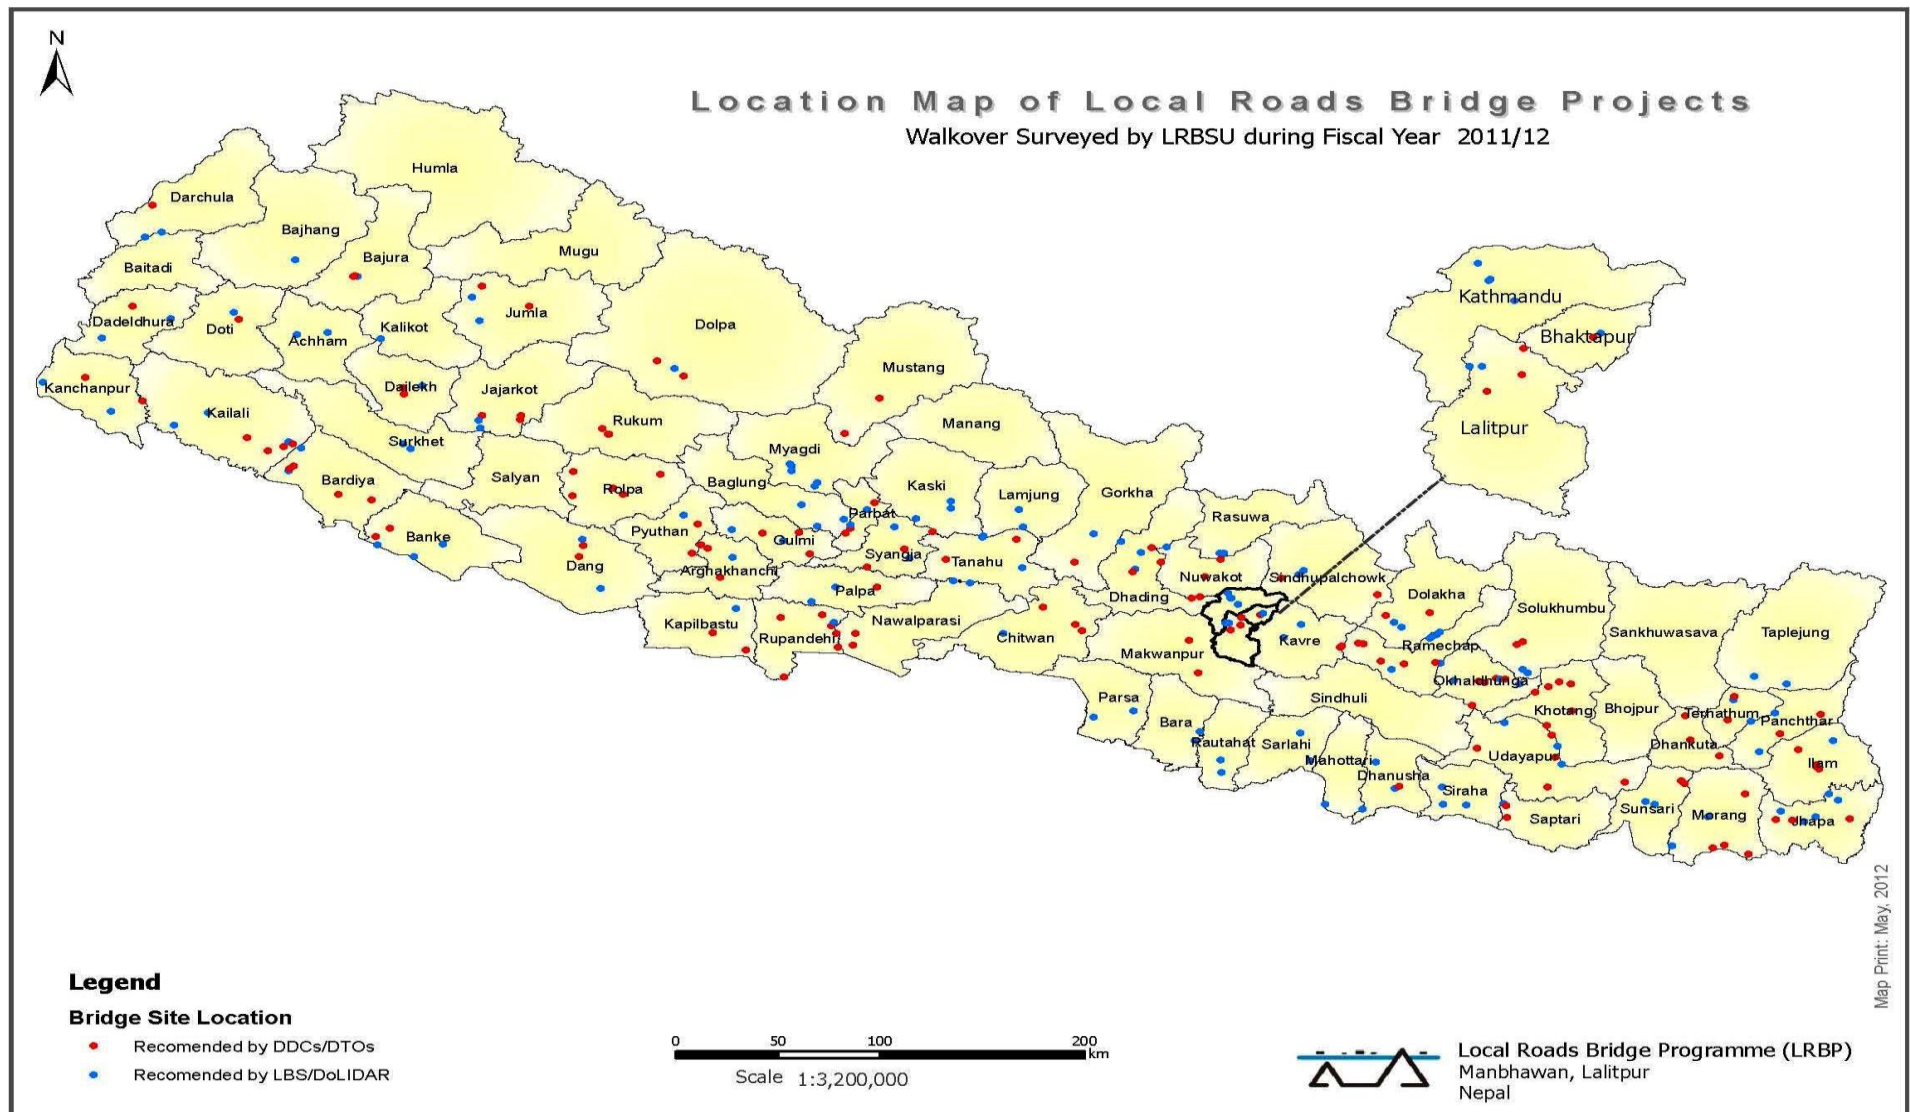 N
Location Map of Local Roads Bridge Projects
Walkover Surveyed by LRBSU during Fiscal Year 2011/12
Humla
Darchula
Bajhang
Mugu
Bajura
Baitadi
Kathmandu
Dadeldhura
Doti
Kalikot
Jumla
Dolpa
Achham
Bhaktapur
Mustang
Kanchanpur
Dailekh
Jajarkot
Kailali
Rukum
Manang
Lalitpur
Surkhet
Myagdi
Bardiya
Salyan
Rolpa
Baglung
Kaski
Lamjung
Gorkha
Parbat
Rasuwa
Banke
Pyuthan
Gulmi
Syangja
Tanahu
Dang
Arghakhanchi
Nuwakot
Sindhupalchowk
Palpa
Dhading
Dolakha
Solukhumbu
Kapilbastu
Rupandehi
Nawalparasi
Chitwan
Makwanpur
Kavre
Ramechap
Sankhuwasava
Taplejung
Okhaldhunga
Parsa
Sindhuli
Khotang
Bhojpur
Terhathum
Panchthar
Bara
Rautahat
Sarlahi
Mahottari
Udayapur
Dhankuta
Ilam
Dhanusha
Siraha
Saptari
Sunsari
Morang
Jhapa
Map Print: May, 2012
Legend
Bridge Site Location
Recomended by DDCs/DTOs
Recomended by LBS/DoLIDAR
0 50 100 200
km
Scale 1:3,200,000
Local Roads Bridge Programme (LRBP)
Manbhawan, Lalitpur
Nepal